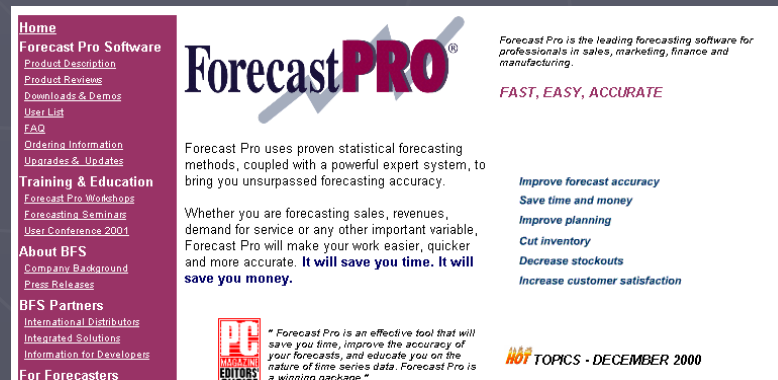 Home
Forecast Pro Software
Product Description
Product Reviews
Downloads & Demos
User List
FAQ
Ordering Information
Upgrades & Updates
Training & Education
Forecast Pro Workshops
Forecasting Seminars
User Conference 2001
About BFS
Company Background
Press Releases
BFS Partners
International Distributors
Integrated Solutions
Information for Developers
For Forecasters
ForecastPRO®
Forecast Pro uses proven statistical forecasting
methods, coupled with a powerful expert system, to
bring you unsurpassed forecasting accuracy.
Whether you are forecasting sales, revenues,
demand for service or any other important variable,
Forecast Pro will make your work easier, quicker
and more accurate. It will save you time. It will
save you money.
PC
MAGAZINE
EDITORS'
" Forecast Pro is an effective tool that will
save you time, improve the accuracy of
your forecasts, and educate you on the
nature of time series data. Forecast Pro is
a winning package."
Forecast Pro is the leading forecasting software for
professionals in sales, marketing, finance and
manufacturing.
FAST, EASY, ACCURATE
Improve forecast accuracy
Save time and money
Improve planning
Cut inventory
Decrease stockouts
Increase customer satisfaction
HOT TOPICS - DECEMBER 2000